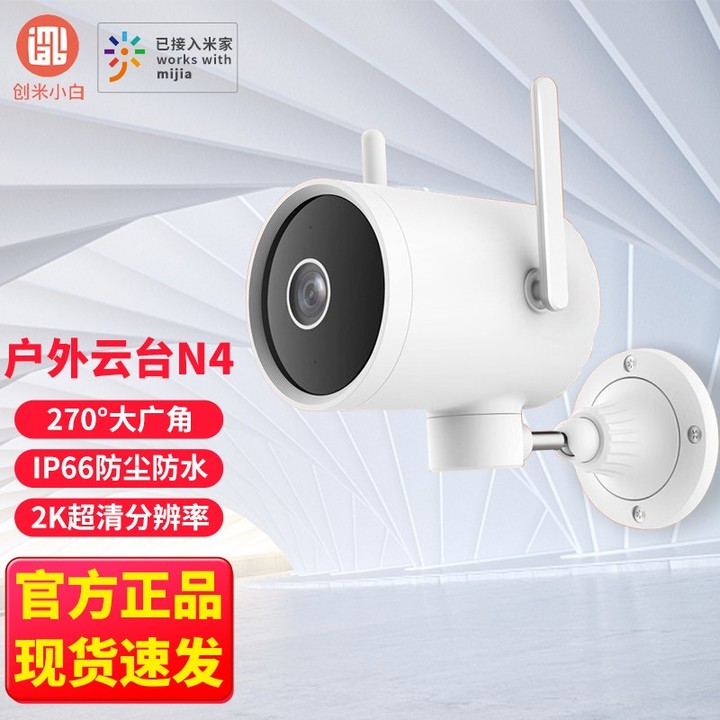 创米小白
已接入米家
works with
mijia
户外云台N4
270°大广角
IP66防尘防水
2K超清分辨率
官方正品
现货速发